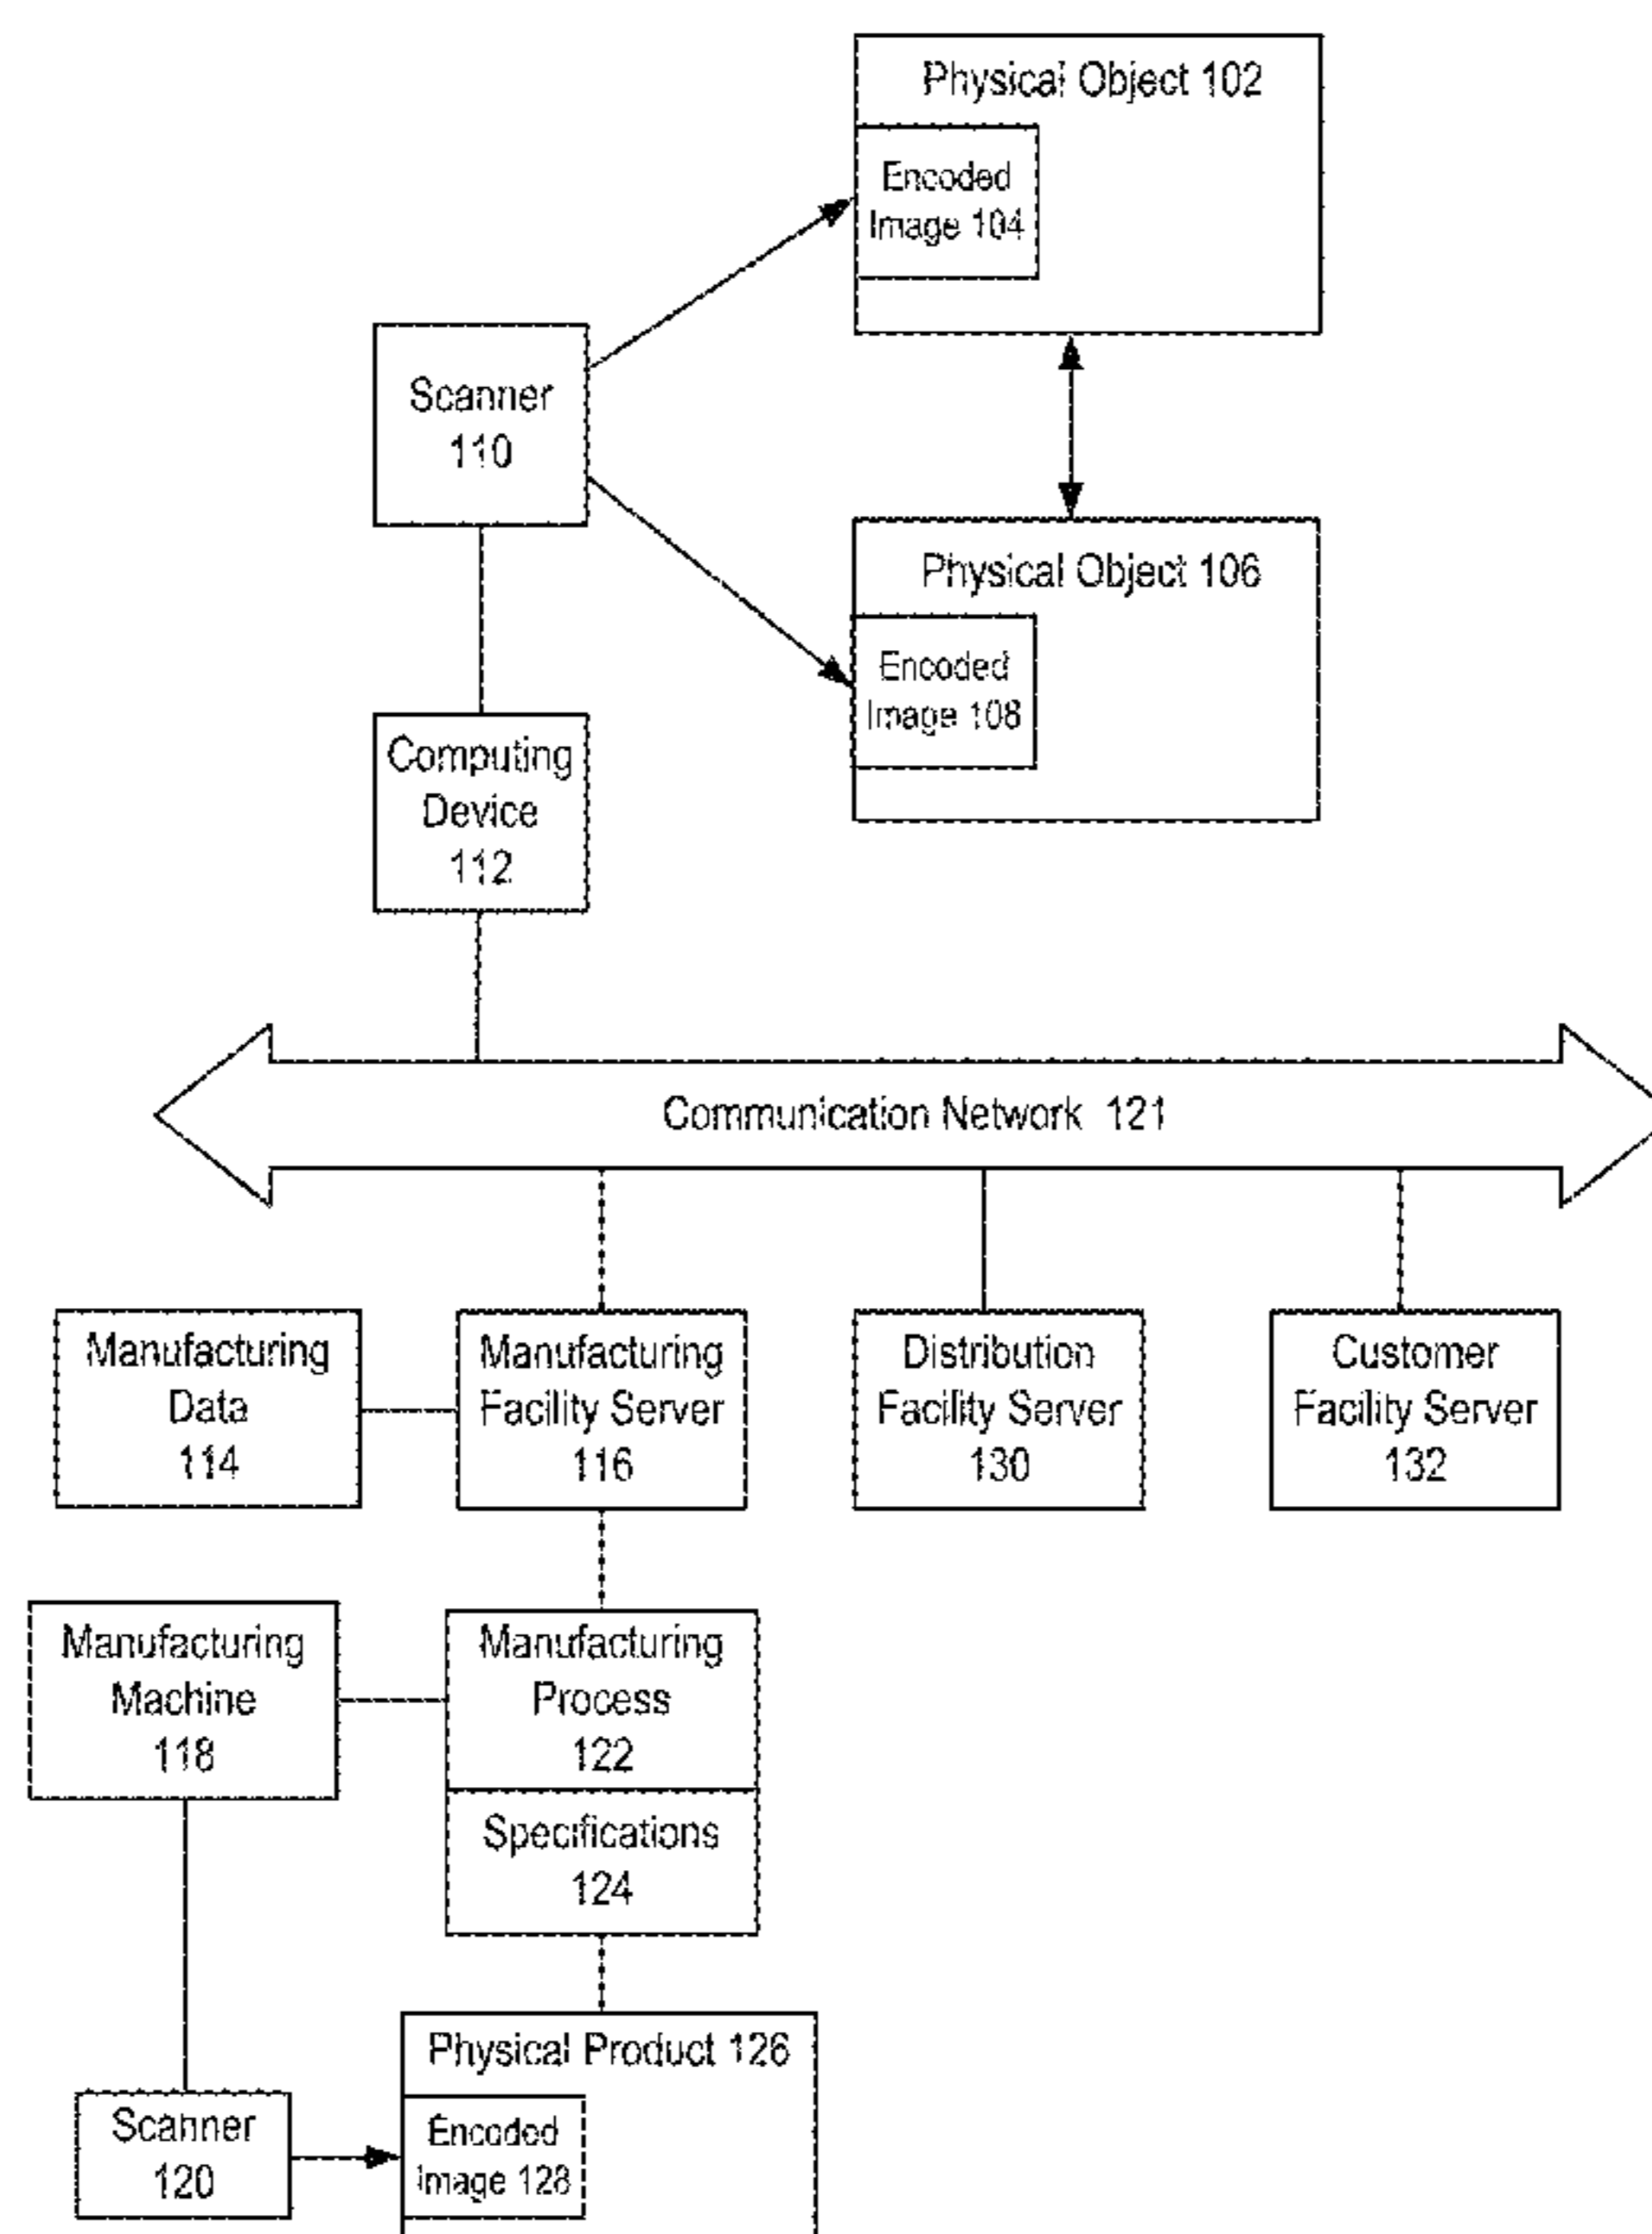 Physical Object 102
Encoded
Image 104
Scanner
110
Physical Object 106
Encoded
Image 108
Computing
Device
112
Communication Network 121
Manufacturing
Data
114
Manufacturing
Facility Server
116
Distribution
Facility Server
130
Customer
Facility Server
132
Manufacturing
Machine
118
Manufacturing
Process
122
Specifications
124
Physical Product 126
Encoded
Image 128
Scanner
120